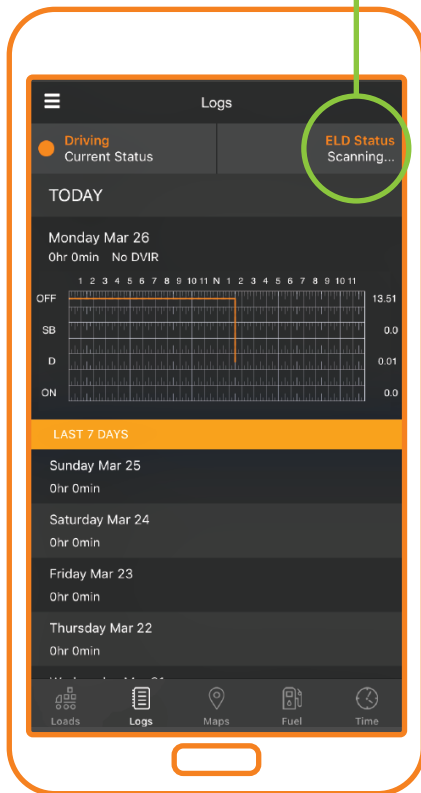 Logs
Driving
Current Status
ELD Status
Scanning...
TODAY
Monday Mar 26
0hr 0min No DVIR
1 2 3 4 5 6 7 8 9 10 11 N 1 2 3 4 5 6 7 8 9 10 11
OFF 13.51
SB 0.0
D 0.01
ON 0.0
LAST 7 DAYS
Sunday Mar 25
0hr 0min
Saturday Mar 24
0hr 0min
Friday Mar 23
0hr 0min
Thursday Mar 22
0hr 0min
Loads Logs Maps Fuel Time